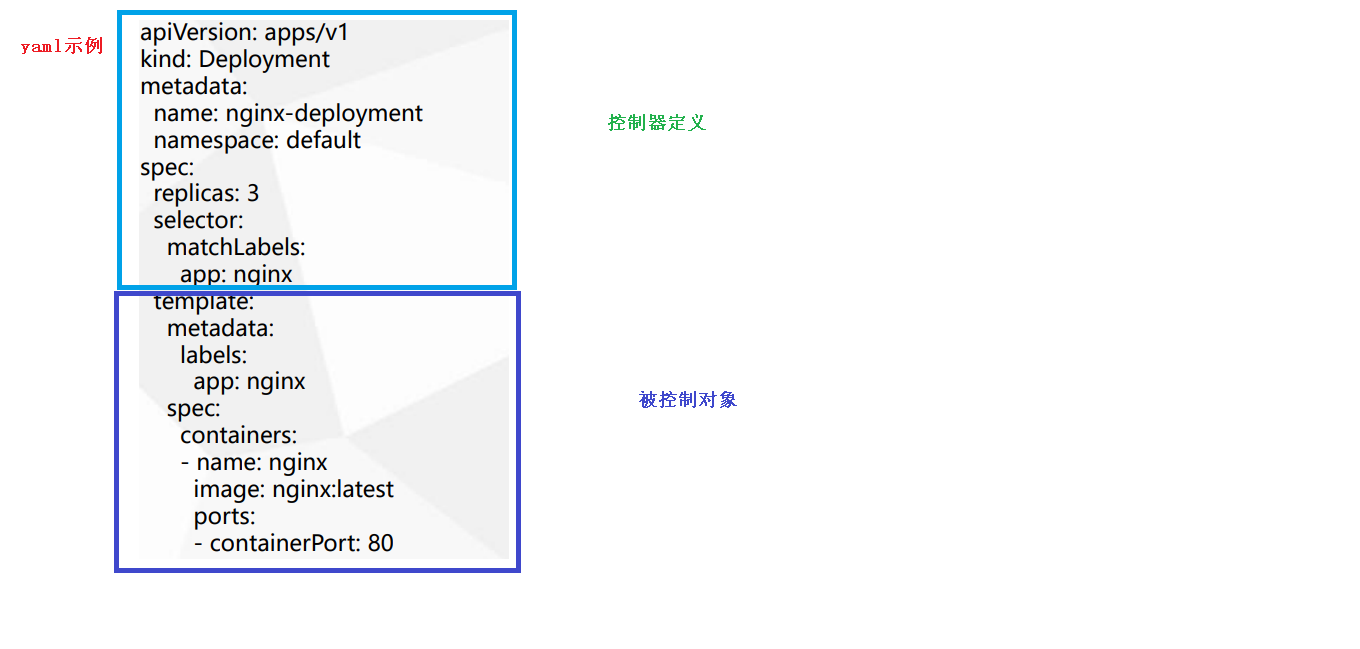 yaml示例
apiVersion: apps/v1
kind: Deployment
metadata:
  name: nginx-deployment
  namespace: default
控制器定义
spec:
  replicas: 3
  selector:
    matchLabels:
      app: nginx
  template:
    metadata:
      labels:
        app: nginx
被控制对象
    spec:
      containers:
      - name: nginx
        image: nginx:latest
        ports:
        - containerPort: 80